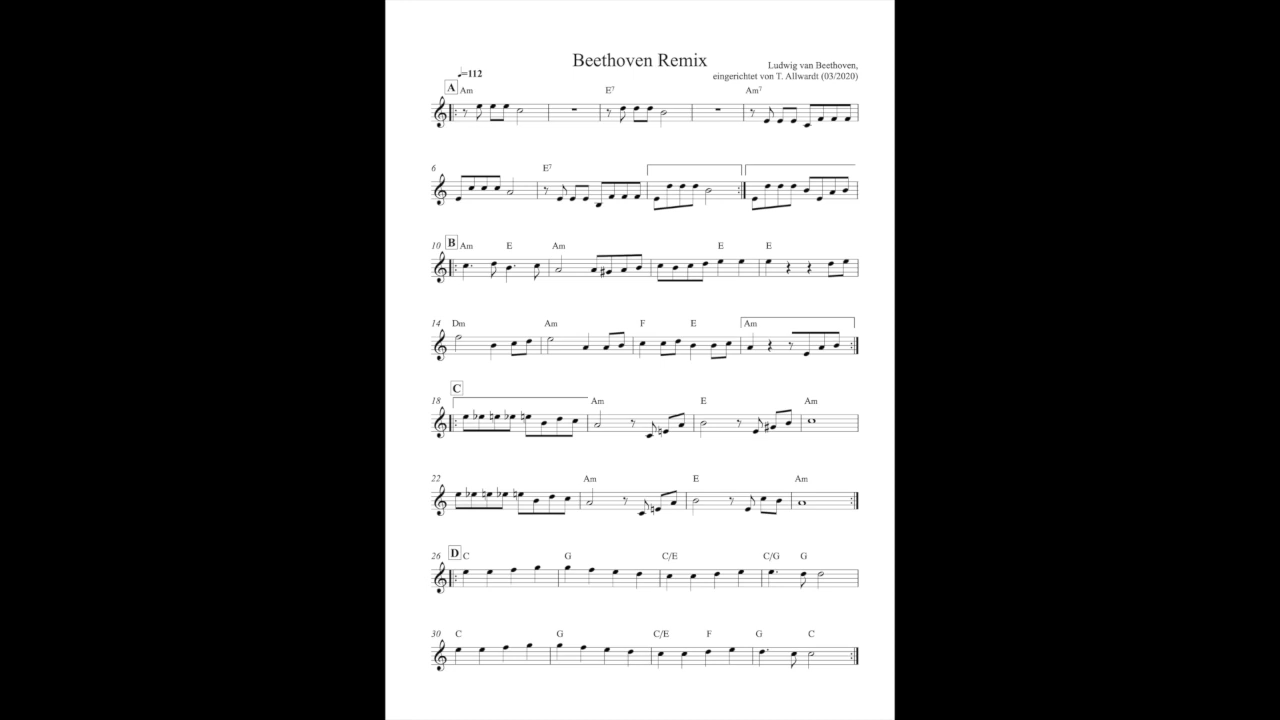 Beethoven Remix
Ludwig van Beethoven,
♩=112
eingerichtet von T. Allwardt (03/2020)
A Am E7 Am7
6 E7
10 B Am E Am E E
14 Dm Am F E Am
C
18 Am E Am
22 Am E Am
26 D C G C/E C/G G
30 C G C/E F G C